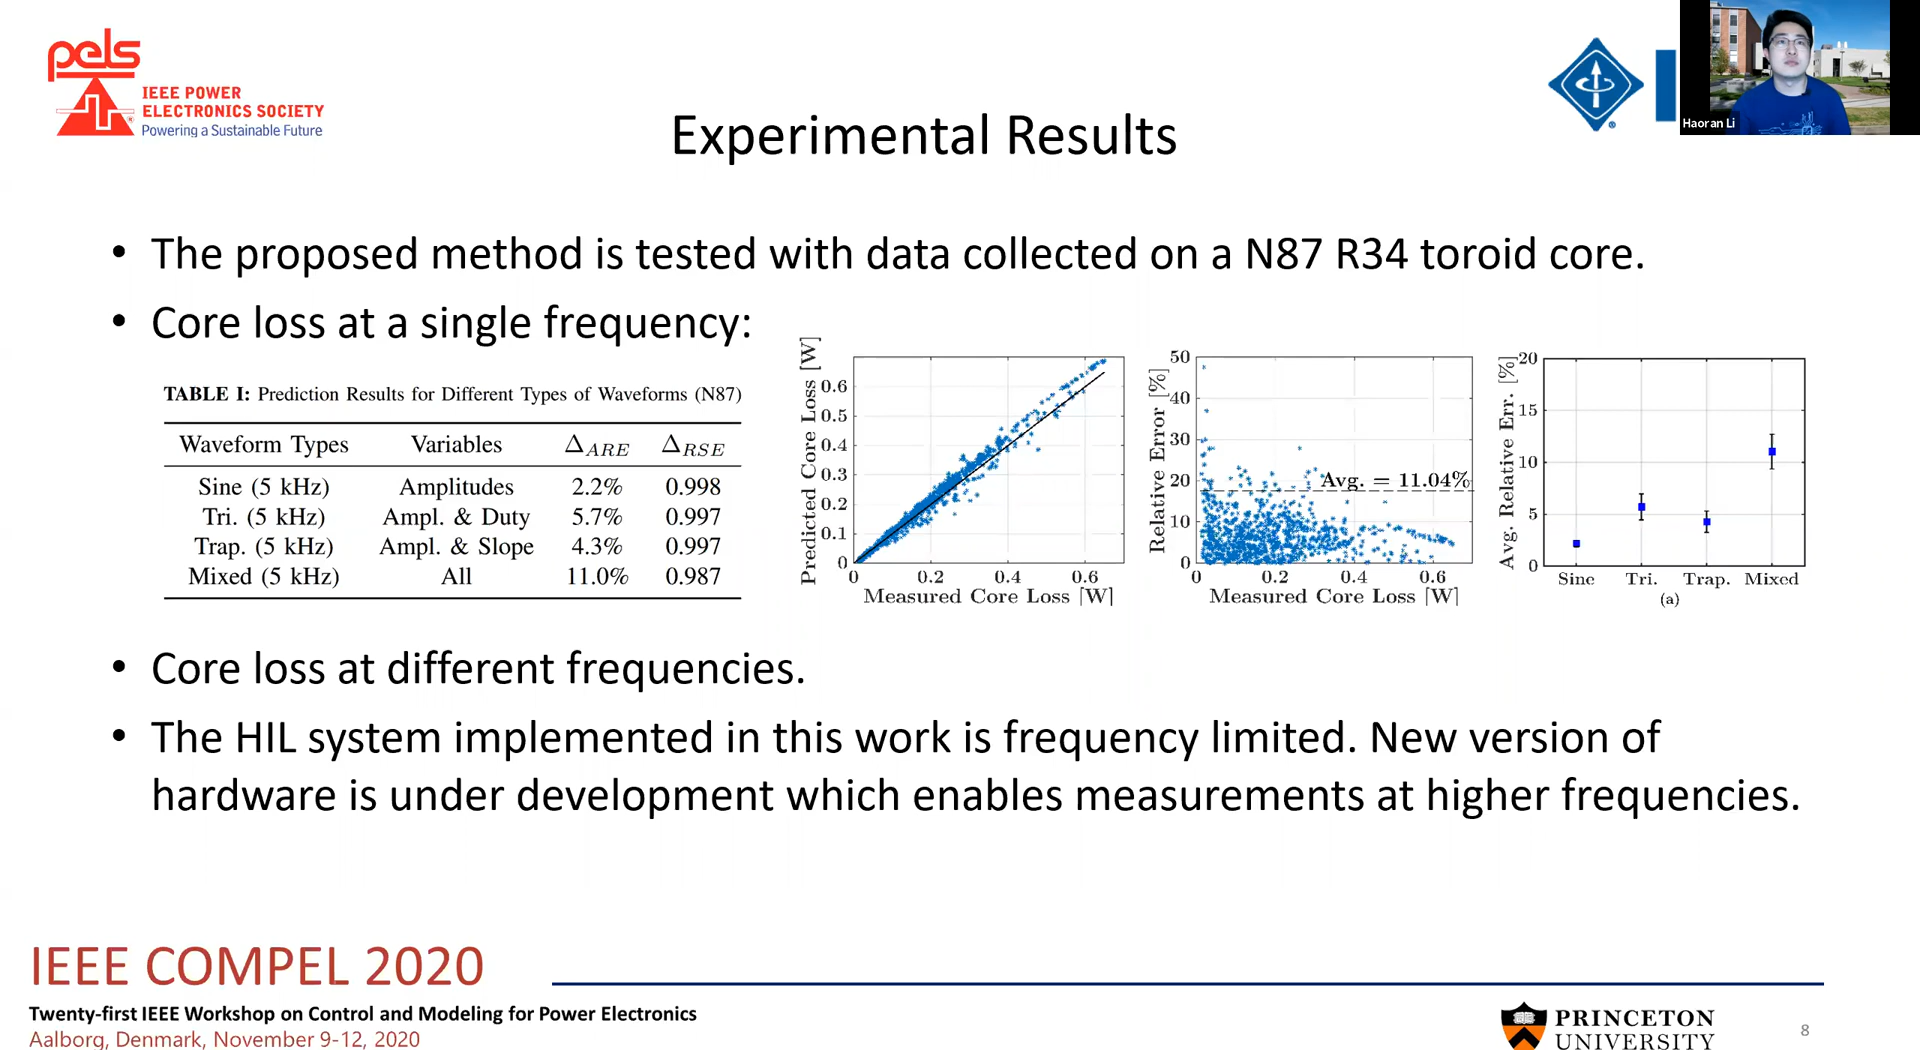 pels
IEEE POWER
ELECTRONICS SOCIETY
Powering a Sustainable Future
®
®
Haoran Li
Experimental Results
• The proposed method is tested with data collected on a N87 R34 toroid core.
• Core loss at a single frequency:
TABLE I: Prediction Results for Different Types of Waveforms (N87)
Waveform Types Variables Δ_ARE Δ_RSE
Sine (5 kHz) Amplitudes 2.2% 0.998
Tri. (5 kHz) Ampl. & Duty 5.7% 0.997
Trap. (5 kHz) Ampl. & Slope 4.3% 0.997
Mixed (5 kHz) All 11.0% 0.987
Predicted Core Loss [W]
0.6
0.5
0.4
0.3
0.2
0.1
0
0 0.2 0.4 0.6
Measured Core Loss [W]
Relative Error [%]
50
40
30
20
10
0
Avg. = 11.04%
0 0.2 0.4 0.6
Measured Core Loss [W]
Avg. Relative Err. [%]
20
15
10
5
0
Sine Tri. Trap. Mixed
(a)
• Core loss at different frequencies.
• The HIL system implemented in this work is frequency limited. New version of
hardware is under development which enables measurements at higher frequencies.
IEEE COMPEL 2020
Twenty-first IEEE Workshop on Control and Modeling for Power Electronics
Aalborg, Denmark, November 9-12, 2020
PRINCETON
UNIVERSITY
8